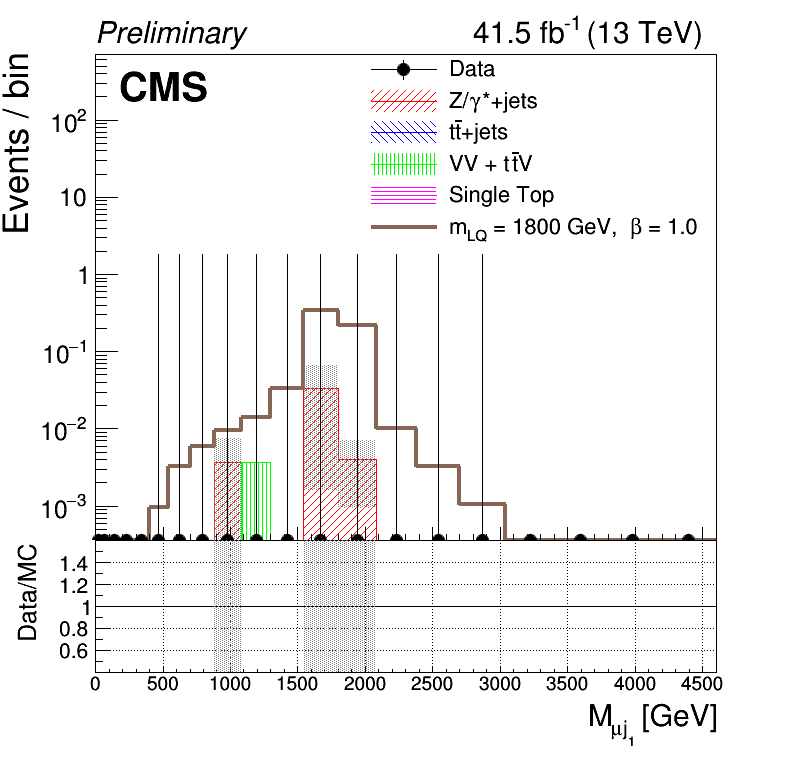 Preliminary 41.5 fb⁻¹ (13 TeV)
CMS
Data
Z/γ*+jets
tt̄+jets
VV + tt̄V
Single Top
m_LQ = 1800 GeV, β = 1.0
Events / bin
10²
10
1
10⁻¹
10⁻²
10⁻³
Data/MC
1.4
1.2
1
0.8
0.6
0 500 1000 1500 2000 2500 3000 3500 4000 4500
M_μj₁ [GeV]